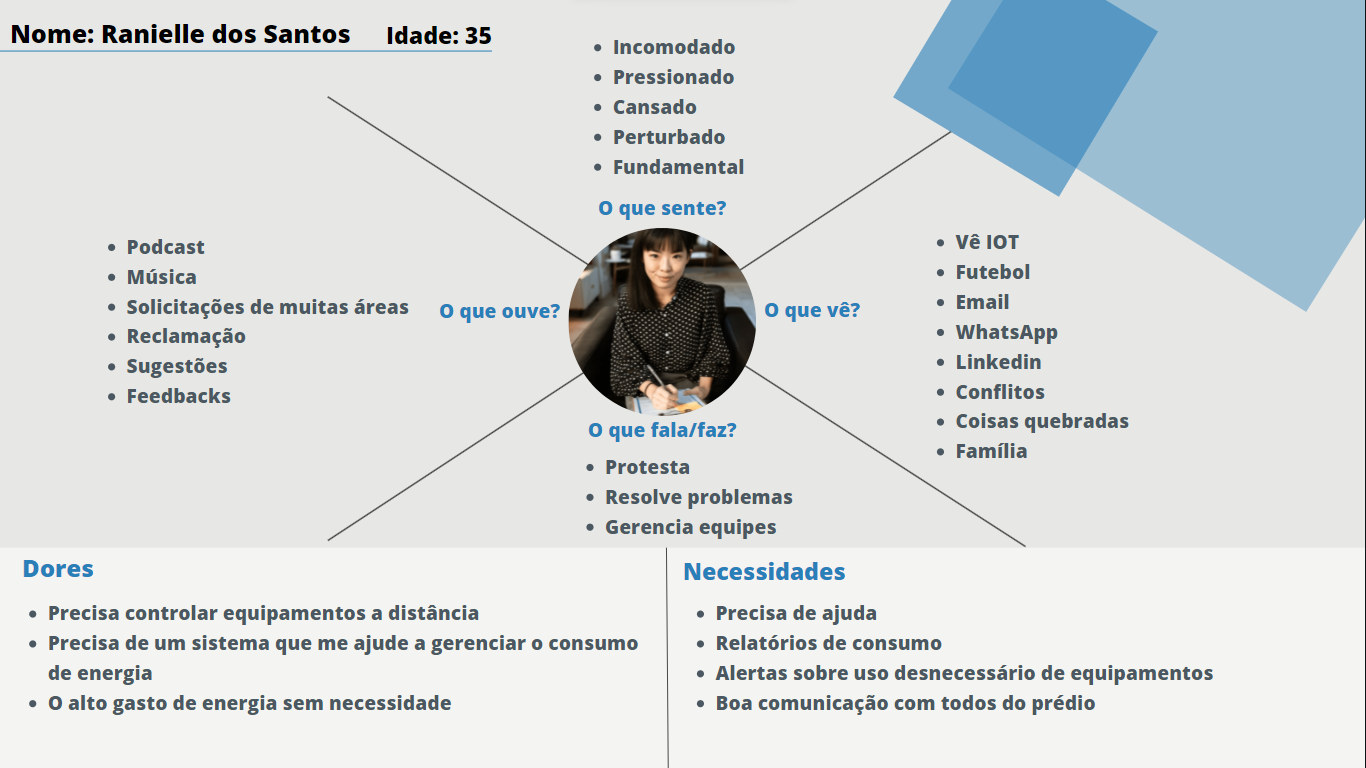 Nome: Ranielle dos Santos Idade: 35
Incomodado
Pressionado
Cansado
Perturbado
Fundamental
O que sente?
Podcast
Música
Solicitações de muitas áreas
Reclamação
Sugestões
Feedbacks
O que ouve?
O que vê?
Vê IOT
Futebol
Email
WhatsApp
Linkedin
Conflitos
Coisas quebradas
Família
O que fala/faz?
Protesta
Resolve problemas
Gerencia equipes
Dores
Precisa controlar equipamentos a distância
Precisa de um sistema que me ajude a gerenciar o consumo
de energia
O alto gasto de energia sem necessidade
Necessidades
Precisa de ajuda
Relatórios de consumo
Alertas sobre uso desnecessário de equipamentos
Boa comunicação com todos do prédio